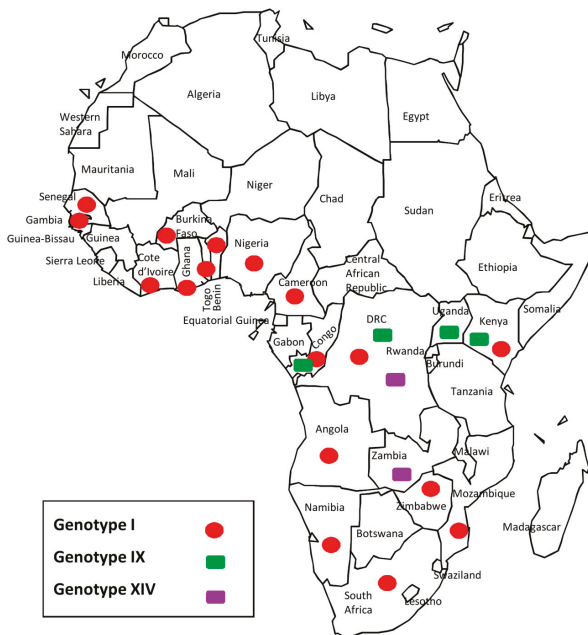 Tunisia
Morocco
Algeria
Libya
Egypt
Western
Sahara
Mauritania
Mali
Niger
Chad
Sudan
Eritrea
Senegal
Gambia
Guinea-Bissau
Guinea
Sierra Leone
Liberia
Cote
d'Ivoire
Burkina
Faso
Ghana
Togo
Benin
Nigeria
Cameroon
Central
African
Republic
Ethiopia
Somalia
Equatorial Guinea
Gabon
Congo
DRC
Uganda
Kenya
Rwanda
Burundi
Tanzania
Angola
Zambia
Malawi
Mozambique
Zimbabwe
Namibia
Botswana
Madagascar
Swaziland
South
Africa
Lesotho
Genotype I
Genotype IX
Genotype XIV